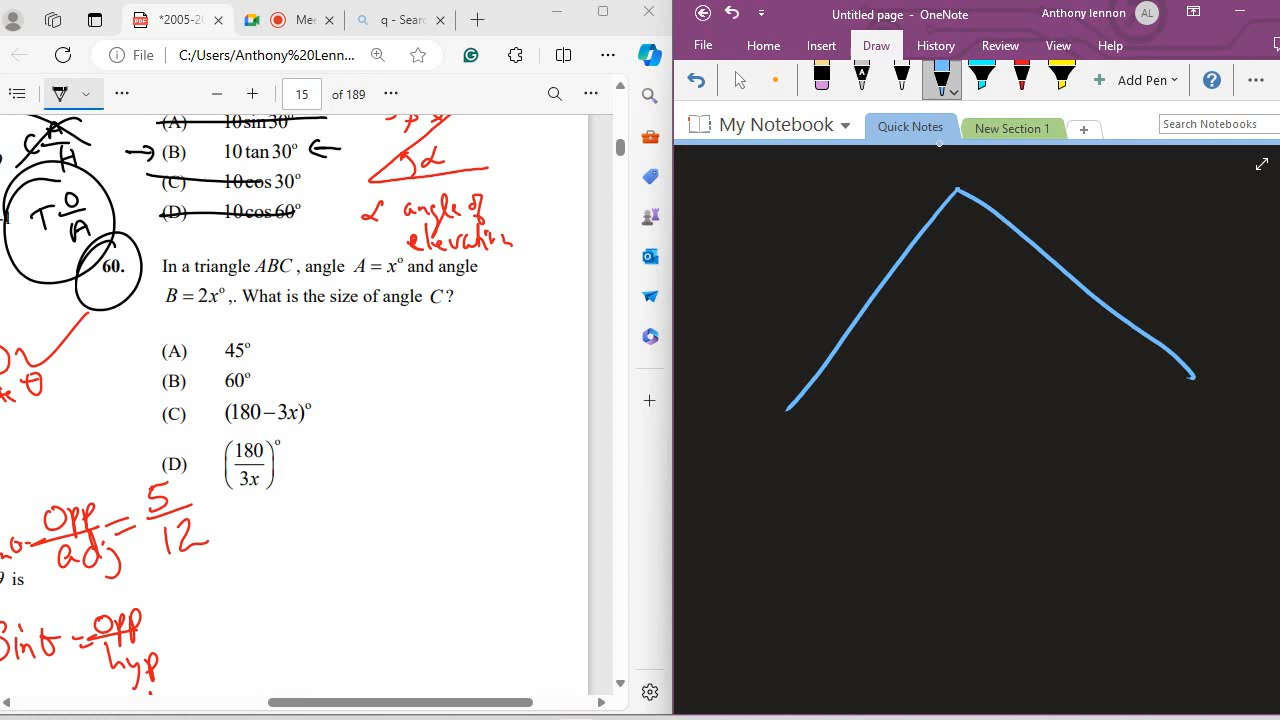 *2005-2
Mee
q - Searc
File
C:/Users/Anthony%20Lenn...
15 of 189
(A) 10 sin 30°
(B) 10 tan 30°
(C) 10 cos 30°
(D) 10 cos 60°
C A/H
T O/A
α
α angle of
elevation
60. In a triangle ABC , angle A = x° and angle
B = 2x° ,. What is the size of angle C ?
(A) 45°
(B) 60°
(C) (180 − 3x)°
(D) (180/3x)°
opp/adj = 5/12
is
Sinθ = opp/hyp
Untitled page - OneNote
Anthony lennon
AL
File Home Insert Draw History Review View Help
Add Pen
My Notebook
Quick Notes
New Section 1
Search Notebooks